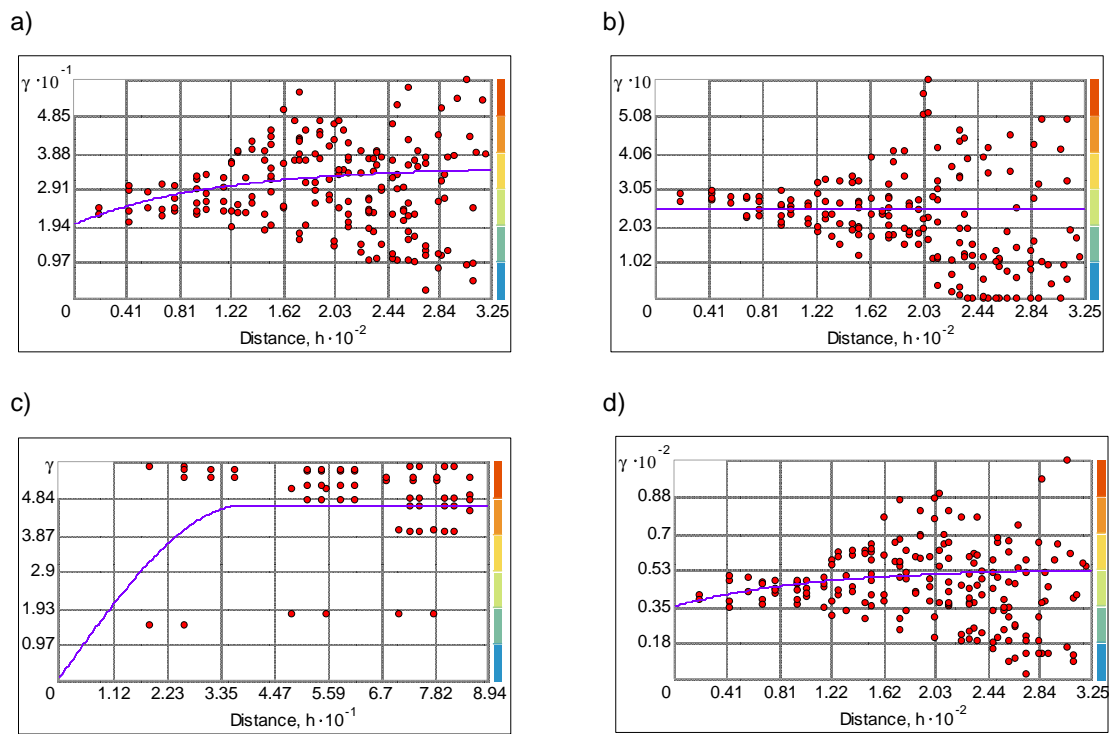 a)
γ · 10⁻¹
4.85
3.88
2.91
1.94
0.97
0 0.41 0.81 1.22 1.62 2.03 2.44 2.84 3.25
Distance, h · 10⁻²
b)
γ · 10
5.08
4.06
3.05
2.03
1.02
0 0.41 0.81 1.22 1.62 2.03 2.44 2.84 3.25
Distance, h · 10⁻²
c)
γ
4.84
3.87
2.9
1.93
0.97
0 1.12 2.23 3.35 4.47 5.59 6.7 7.82 8.94
Distance, h · 10⁻¹
d)
γ · 10⁻²
0.88
0.7
0.53
0.35
0.18
0 0.41 0.81 1.22 1.62 2.03 2.44 2.84 3.25
Distance, h · 10⁻²